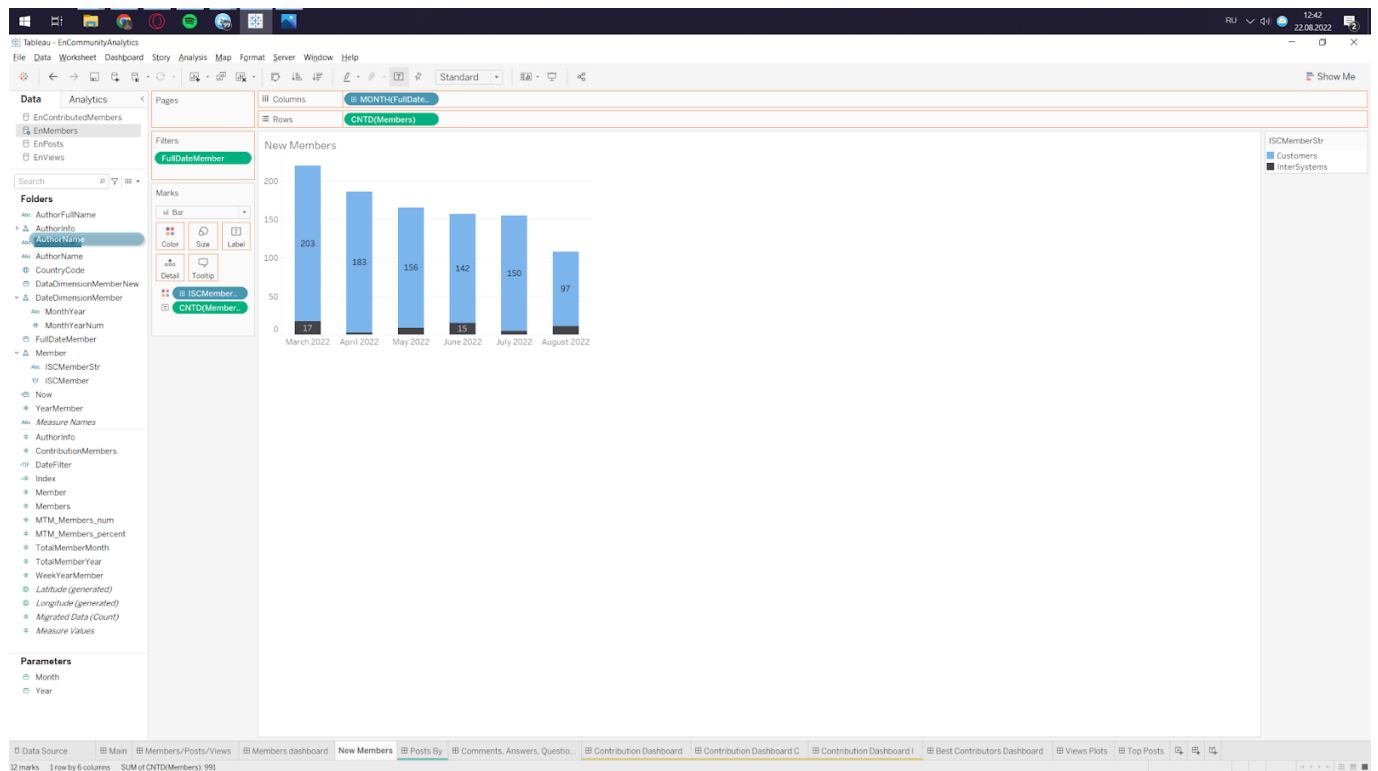 99
RU
12:42
22.08.2022
2
Tableau - EnCommunityAnalytics
File Data Worksheet Dashboard Story Analysis Map Format Server Window Help
Standard
Show Me
Data Analytics
EnContributedMembers
EnMembers
EnPosts
EnViews
Search
Folders
Abc AuthorFullName
AuthorInfo
AuthorName
Abc AuthorName
CountryCode
DataDimensionMemberNew
DateDimensionMember
Abc MonthYear
# MonthYearNum
FullDateMember
Member
Abc ISCMemberStr
T|F ISCMember
Now
YearMember
Abc Measure Names
AuthorInfo
ContributionMembers
DateFilter
Index
Member
Members
MTM_Members_num
MTM_Members_percent
TotalMemberMonth
TotalMemberYear
WeekYearMember
Latitude (generated)
Longitude (generated)
Migrated Data (Count)
Measure Values
Parameters
Month
Year
Pages
Filters
FullDateMember
Marks
Bar
Color Size Label
Detail Tooltip
ISCMember..
CNTD(Member..
Columns MONTH(FullDate..
Rows CNTD(Members)
New Members
200
150
100
50
0
203 183 156 142 150 97
17 15
March 2022 April 2022 May 2022 June 2022 July 2022 August 2022
ISCMemberStr
Customers
InterSystems
Data Source Main Members/Posts/Views Members dashboard New Members Posts By Comments, Answers, Questio... Contribution Dashboard Contribution Dashboard C Contribution Dashboard I Best Contributors Dashboard Views Plots Top Posts
12 marks 1 row by 6 columns SUM of CNTD(Members): 991